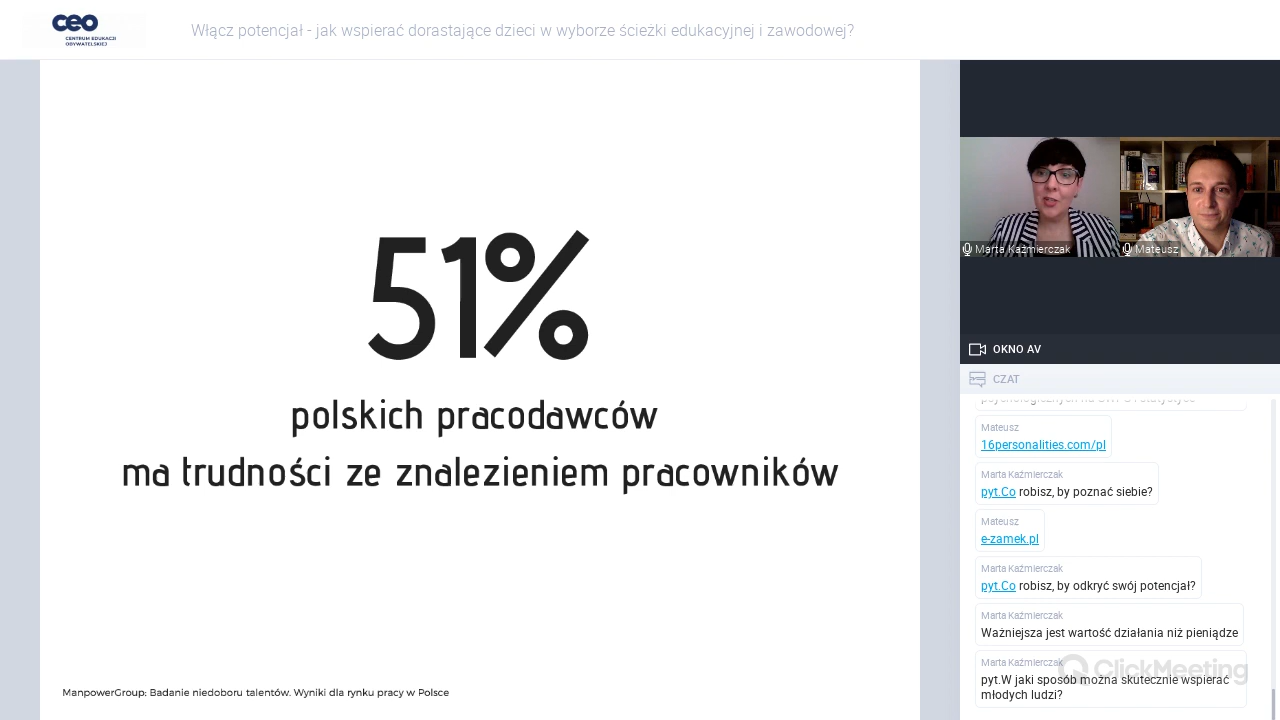 ceo
CENTRUM EDUKACJI
OBYWATELSKIEJ
Włącz potencjał - jak wspierać dorastające dzieci w wyborze ścieżki edukacyjnej i zawodowej?
51%
polskich pracodawców
ma trudności ze znalezieniem pracowników
ManpowerGroup: Badanie niedoboru talentów. Wyniki dla rynku pracy w Polsce
Marta Kaźmierczak
Mateusz
OKNO AV
CZAT
Mateusz
16personalities.com/pl
Marta Kaźmierczak
pyt.Co robisz, by poznać siebie?
Mateusz
e-zamek.pl
Marta Kaźmierczak
pyt.Co robisz, by odkryć swój potencjał?
Marta Kaźmierczak
Ważniejsza jest wartość działania niż pieniądze
Marta Kaźmierczak
pyt.W jaki sposób można skutecznie wspierać
młodych ludzi?
ClickMeeting